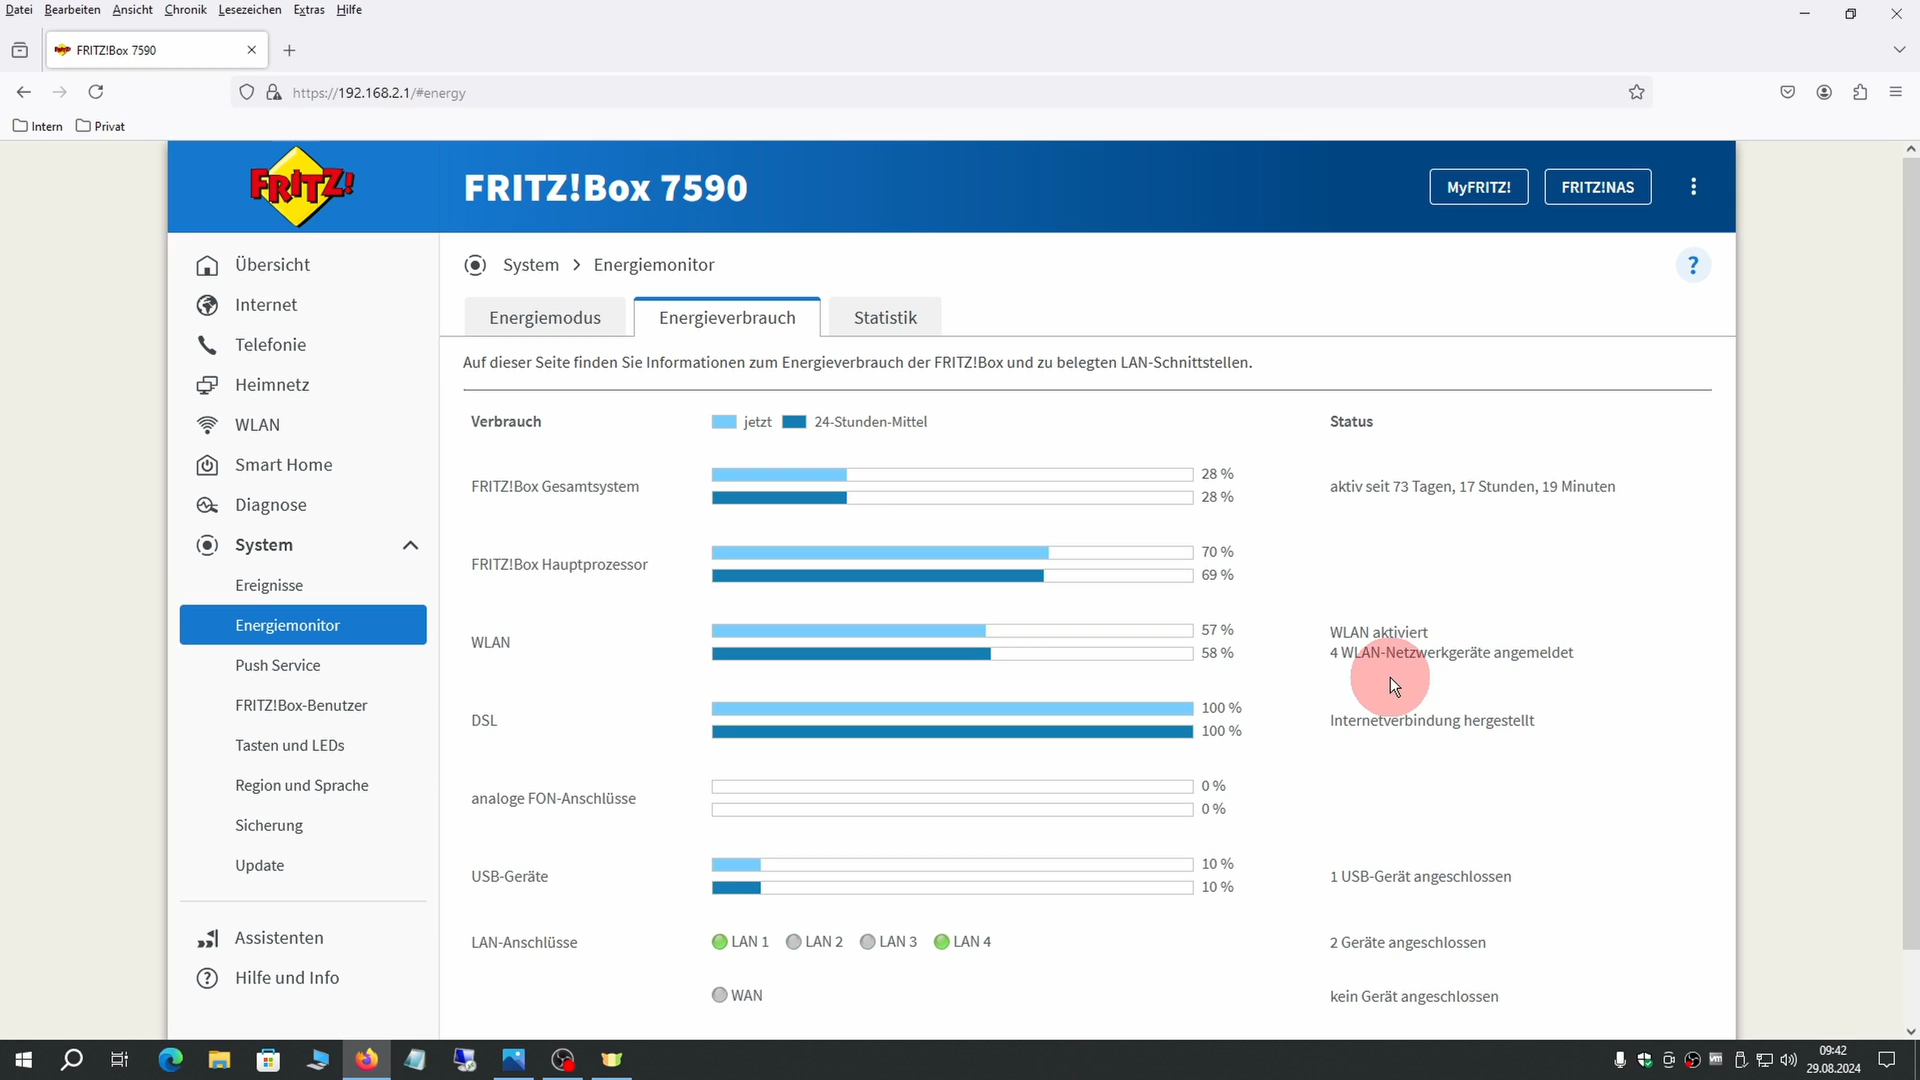 Datei Bearbeiten Ansicht Chronik Lesezeichen Extras Hilfe
FRITZ!Box 7590
https://192.168.2.1/#energy
Intern Privat
FRITZ!
FRITZ!Box 7590
MyFRITZ! FRITZ!NAS
Übersicht
Internet
Telefonie
Heimnetz
WLAN
Smart Home
Diagnose
System
Ereignisse
Energiemonitor
Push Service
FRITZ!Box-Benutzer
Tasten und LEDs
Region und Sprache
Sicherung
Update
Assistenten
Hilfe und Info
System > Energiemonitor
?
Energiemodus Energieverbrauch Statistik
Auf dieser Seite finden Sie Informationen zum Energieverbrauch der FRITZ!Box und zu belegten LAN-Schnittstellen.
Verbrauch jetzt 24-Stunden-Mittel Status
28 %
FRITZ!Box Gesamtsystem aktiv seit 73 Tagen, 17 Stunden, 19 Minuten
28 %
70 %
FRITZ!Box Hauptprozessor
69 %
57 % WLAN aktiviert
WLAN
58 % 4 WLAN-Netzwerkgeräte angemeldet
100 %
DSL Internetverbindung hergestellt
100 %
0 %
analoge FON-Anschlüsse
0 %
10 %
USB-Geräte 1 USB-Gerät angeschlossen
10 %
LAN-Anschlüsse LAN 1 LAN 2 LAN 3 LAN 4 2 Geräte angeschlossen
WAN kein Gerät angeschlossen
09:42
29.08.2024